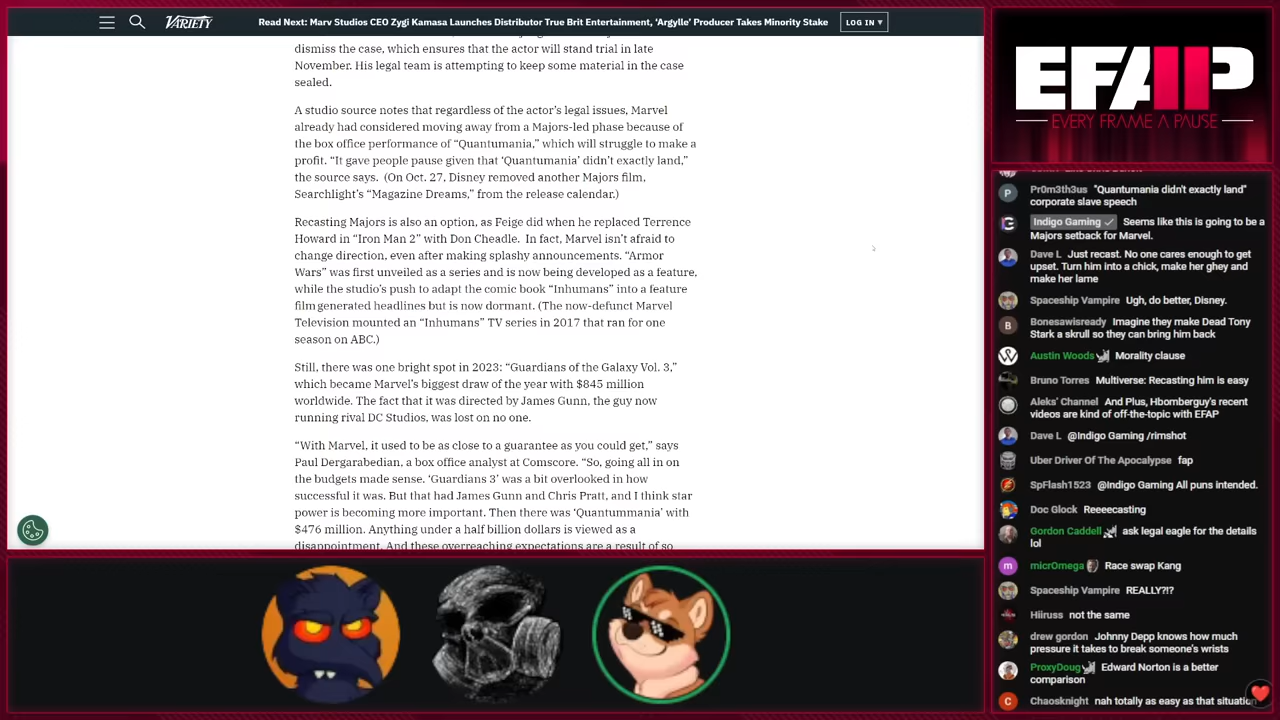 VARIETY
Read Next: Marv Studios CEO Zygi Kamasa Launches Distributor True Brit Entertainment, ‘Argylle’ Producer Takes Minority Stake
LOG IN ▾
dismiss the case, which ensures that the actor will stand trial in late
November. His legal team is attempting to keep some material in the case
sealed.
A studio source notes that regardless of the actor’s legal issues, Marvel
already had considered moving away from a Majors-led phase because of
the box office performance of “Quantumania,” which will struggle to make a
profit. “It gave people pause given that ‘Quantumania’ didn’t exactly land,”
the source says. (On Oct. 27, Disney removed another Majors film,
Searchlight’s “Magazine Dreams,” from the release calendar.)
Recasting Majors is also an option, as Feige did when he replaced Terrence
Howard in “Iron Man 2” with Don Cheadle. In fact, Marvel isn’t afraid to
change direction, even after making splashy announcements. “Armor
Wars” was first unveiled as a series and is now being developed as a feature,
while the studio’s push to adapt the comic book “Inhumans” into a feature
film generated headlines but is now dormant. (The now-defunct Marvel
Television mounted an “Inhumans” TV series in 2017 that ran for one
season on ABC.)
Still, there was one bright spot in 2023: “Guardians of the Galaxy Vol. 3,”
which became Marvel’s biggest draw of the year with $845 million
worldwide. The fact that it was directed by James Gunn, the guy now
running rival DC Studios, was lost on no one.
“With Marvel, it used to be as close to a guarantee as you could get,” says
Paul Dergarabedian, a box office analyst at Comscore. “So, going all in on
the budgets made sense. ‘Guardians 3’ was a bit overlooked in how
successful it was. But that had James Gunn and Chris Pratt, and I think star
power is becoming more important. Then there was ‘Quantummania’ with
$476 million. Anything under a half billion dollars is viewed as a
disappointment. And these overreaching expectations are a result of so
EFAP
EVERY FRAME A PAUSE
P Pr0m3th3us "Quantumania didn't exactly land"
corporate slave speech
Indigo Gaming ✓ Seems like this is going to be a
Majors setback for Marvel.
Dave L Just recast. No one cares enough to get
upset. Turn him into a chick, make her ghey and
make her lame
Spaceship Vampire Ugh, do better, Disney.
B Bonesawisready Imagine they make Dead Tony
Stark a skrull so they can bring him back
Austin Woods Morality clause
Bruno Torres Multiverse: Recasting him is easy
Aleks' Channel And Plus, Hbomberguy's recent
videos are kind of off-the-topic with EFAP
Dave L @Indigo Gaming /rimshot
Uber Driver Of The Apocalypse fap
SpFlash1523 @Indigo Gaming All puns intended.
Doc Glock Reeeecasting
Gordon Caddell ask legal eagle for the details
lol
m micrOmega Race swap Kang
Spaceship Vampire REALLY?!?
Hiiruss not the same
drew gordon Johnny Depp knows how much
pressure it takes to break someone's wrists
ProxyDoug Edward Norton is a better
comparison
C Chaosknight nah totally as easy as that situation